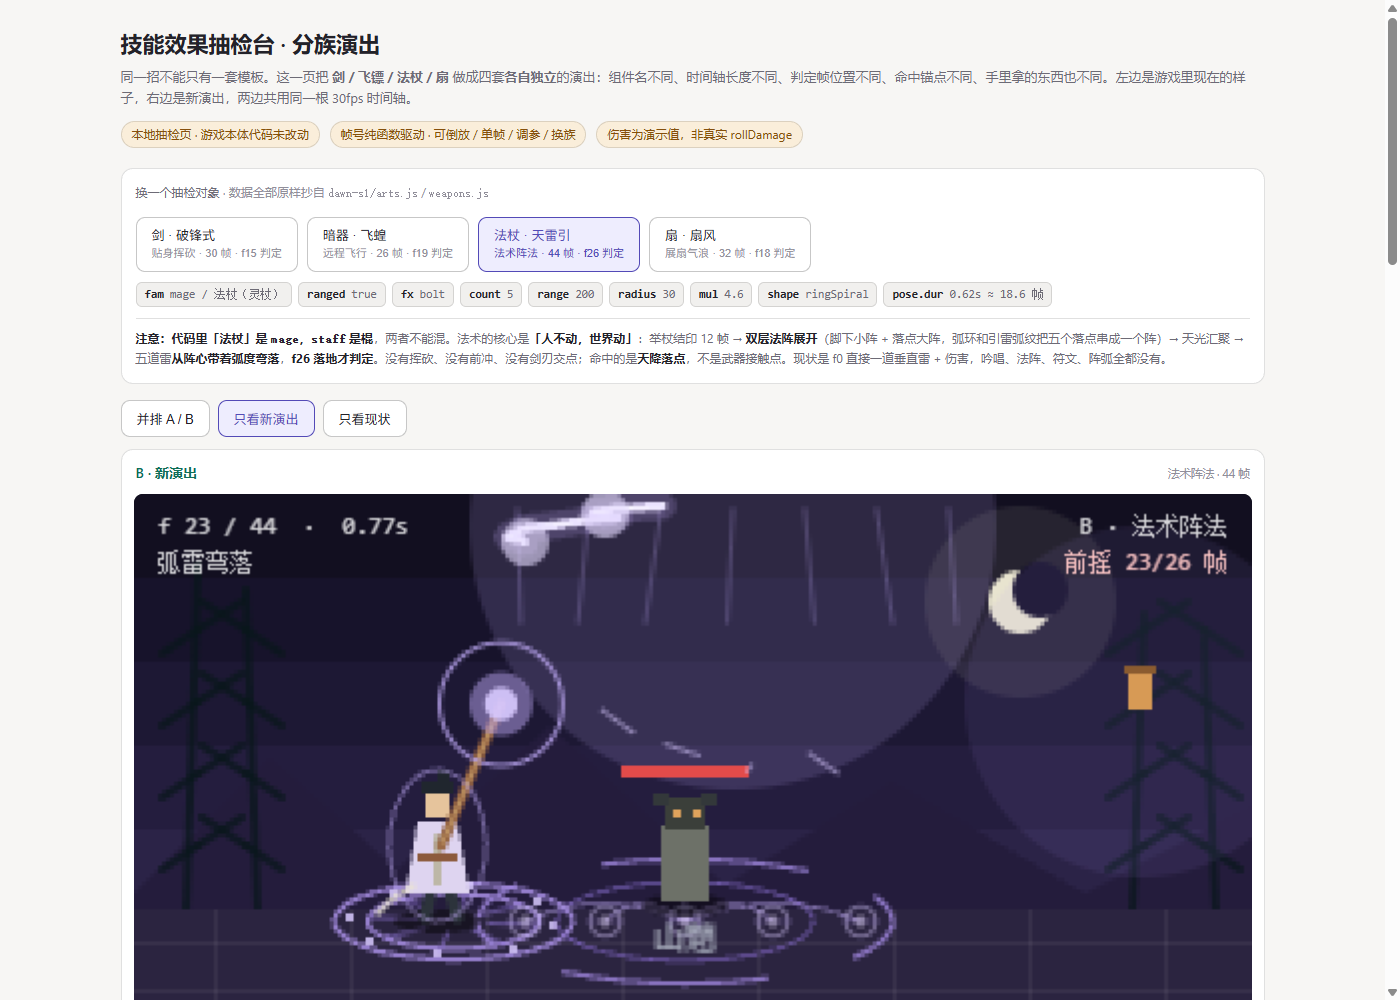 技能效果抽检台 · 分族演出
同一招不能只有一套模板。这一页把 剑 / 飞镖 / 法杖 / 扇 做成四套各自独立的演出：组件名不同、时间轴长度不同、判定帧位置不同、命中锚点不同、手里拿的东西也不同。左边是游戏里现在的样
子，右边是新演出，两边共用同一根 30fps 时间轴。
本地抽检页 · 游戏本体代码未改动
帧号纯函数驱动 · 可倒放 / 单帧 / 调参 / 换族
伤害为演示值，非真实 rollDamage
换一个抽检对象 · 数据全部原样抄自 dawn-s1/arts.js / weapons.js
剑 · 破锋式
贴身挥砍 · 30 帧 · f15 判定
暗器 · 飞蝗
远程飞行 · 26 帧 · f19 判定
法杖 · 天雷引
法术阵法 · 44 帧 · f26 判定
扇 · 扇风
展扇气浪 · 32 帧 · f18 判定
fam mage / 法杖（灵杖）
ranged true
fx bolt
count 5
range 200
radius 30
mul 4.6
shape ringSpiral
pose.dur 0.62s ≈ 18.6 帧
注意：代码里「法杖」是 mage，staff 是棍，两者不能混。法术的核心是「人不动，世界动」：举杖结印 12 帧 → 双层法阵展开（脚下小阵 + 落点大阵，弧环和引雷弧纹把五个落点串成一个阵）→ 天光汇聚 →
五道雷从阵心带着弧度弯落，f26 落地才判定。没有挥砍、没有前冲、没有剑刃交点；命中的是天降落点，不是武器接触点。现状是 f0 直接一道垂直雷 + 伤害，吟唱、法阵、符文、阵弧全都没有。
并排 A / B
只看新演出
只看现状
B · 新演出
法术阵法 · 44 帧
f 23 / 44 · 0.77s
B · 法术阵法
弧雷弯落
前摇 23/26 帧